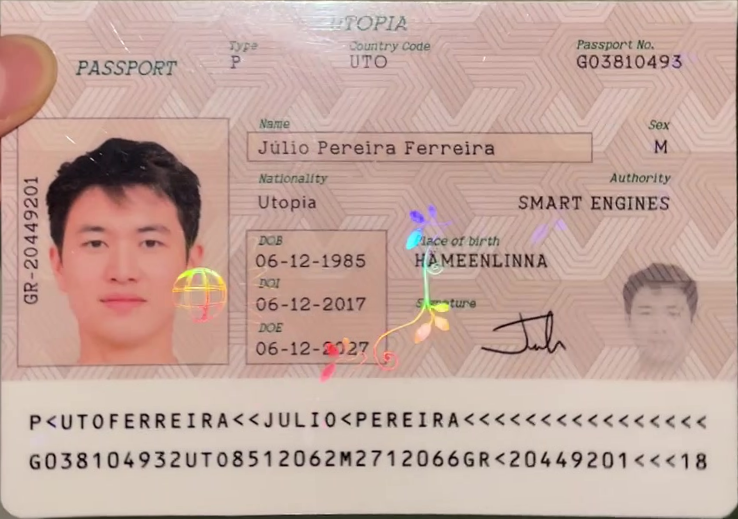 UTOPIA
PASSPORT
Type
P
Country Code
UTO
Passport No.
G03810493
Name
Júlio Pereira Ferreira
Sex
M
Nationality
Utopia
Authority
SMART ENGINES
GR-20449201
DOB
06-12-1985
Place of birth
HÄMEENLINNA
DOI
06-12-2017
Signature
DOE
06-12-2027
P<UTOFERREIRA<<JULIO<PEREIRA<<<<<<<<<<<<<<<<
G038104932UTO8512062M2712066GR<20449201<<<18